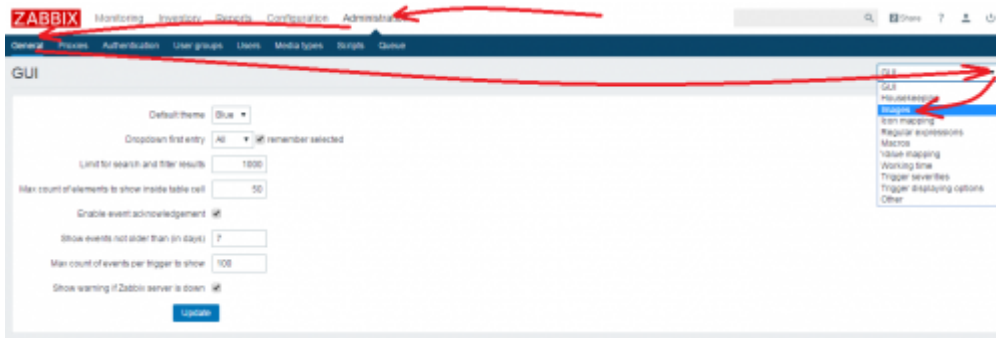 ZABBIX Monitoring Inventory Reports Configuration Administration Share ?
General Proxies Authentication User groups Users Media types Scripts Queue
GUI
GUI
GUI
Housekeeping
Images
Icon mapping
Regular expressions
Macros
Value mapping
Working time
Trigger severities
Trigger displaying options
Other
Default theme Blue
Dropdown first entry All remember selected
Limit for search and filter results 1000
Max count of elements to show inside table cell 50
Enable event acknowledgement
Show events not older than (in days) 7
Max count of events per trigger to show 100
Show warning if Zabbix server is down
Update